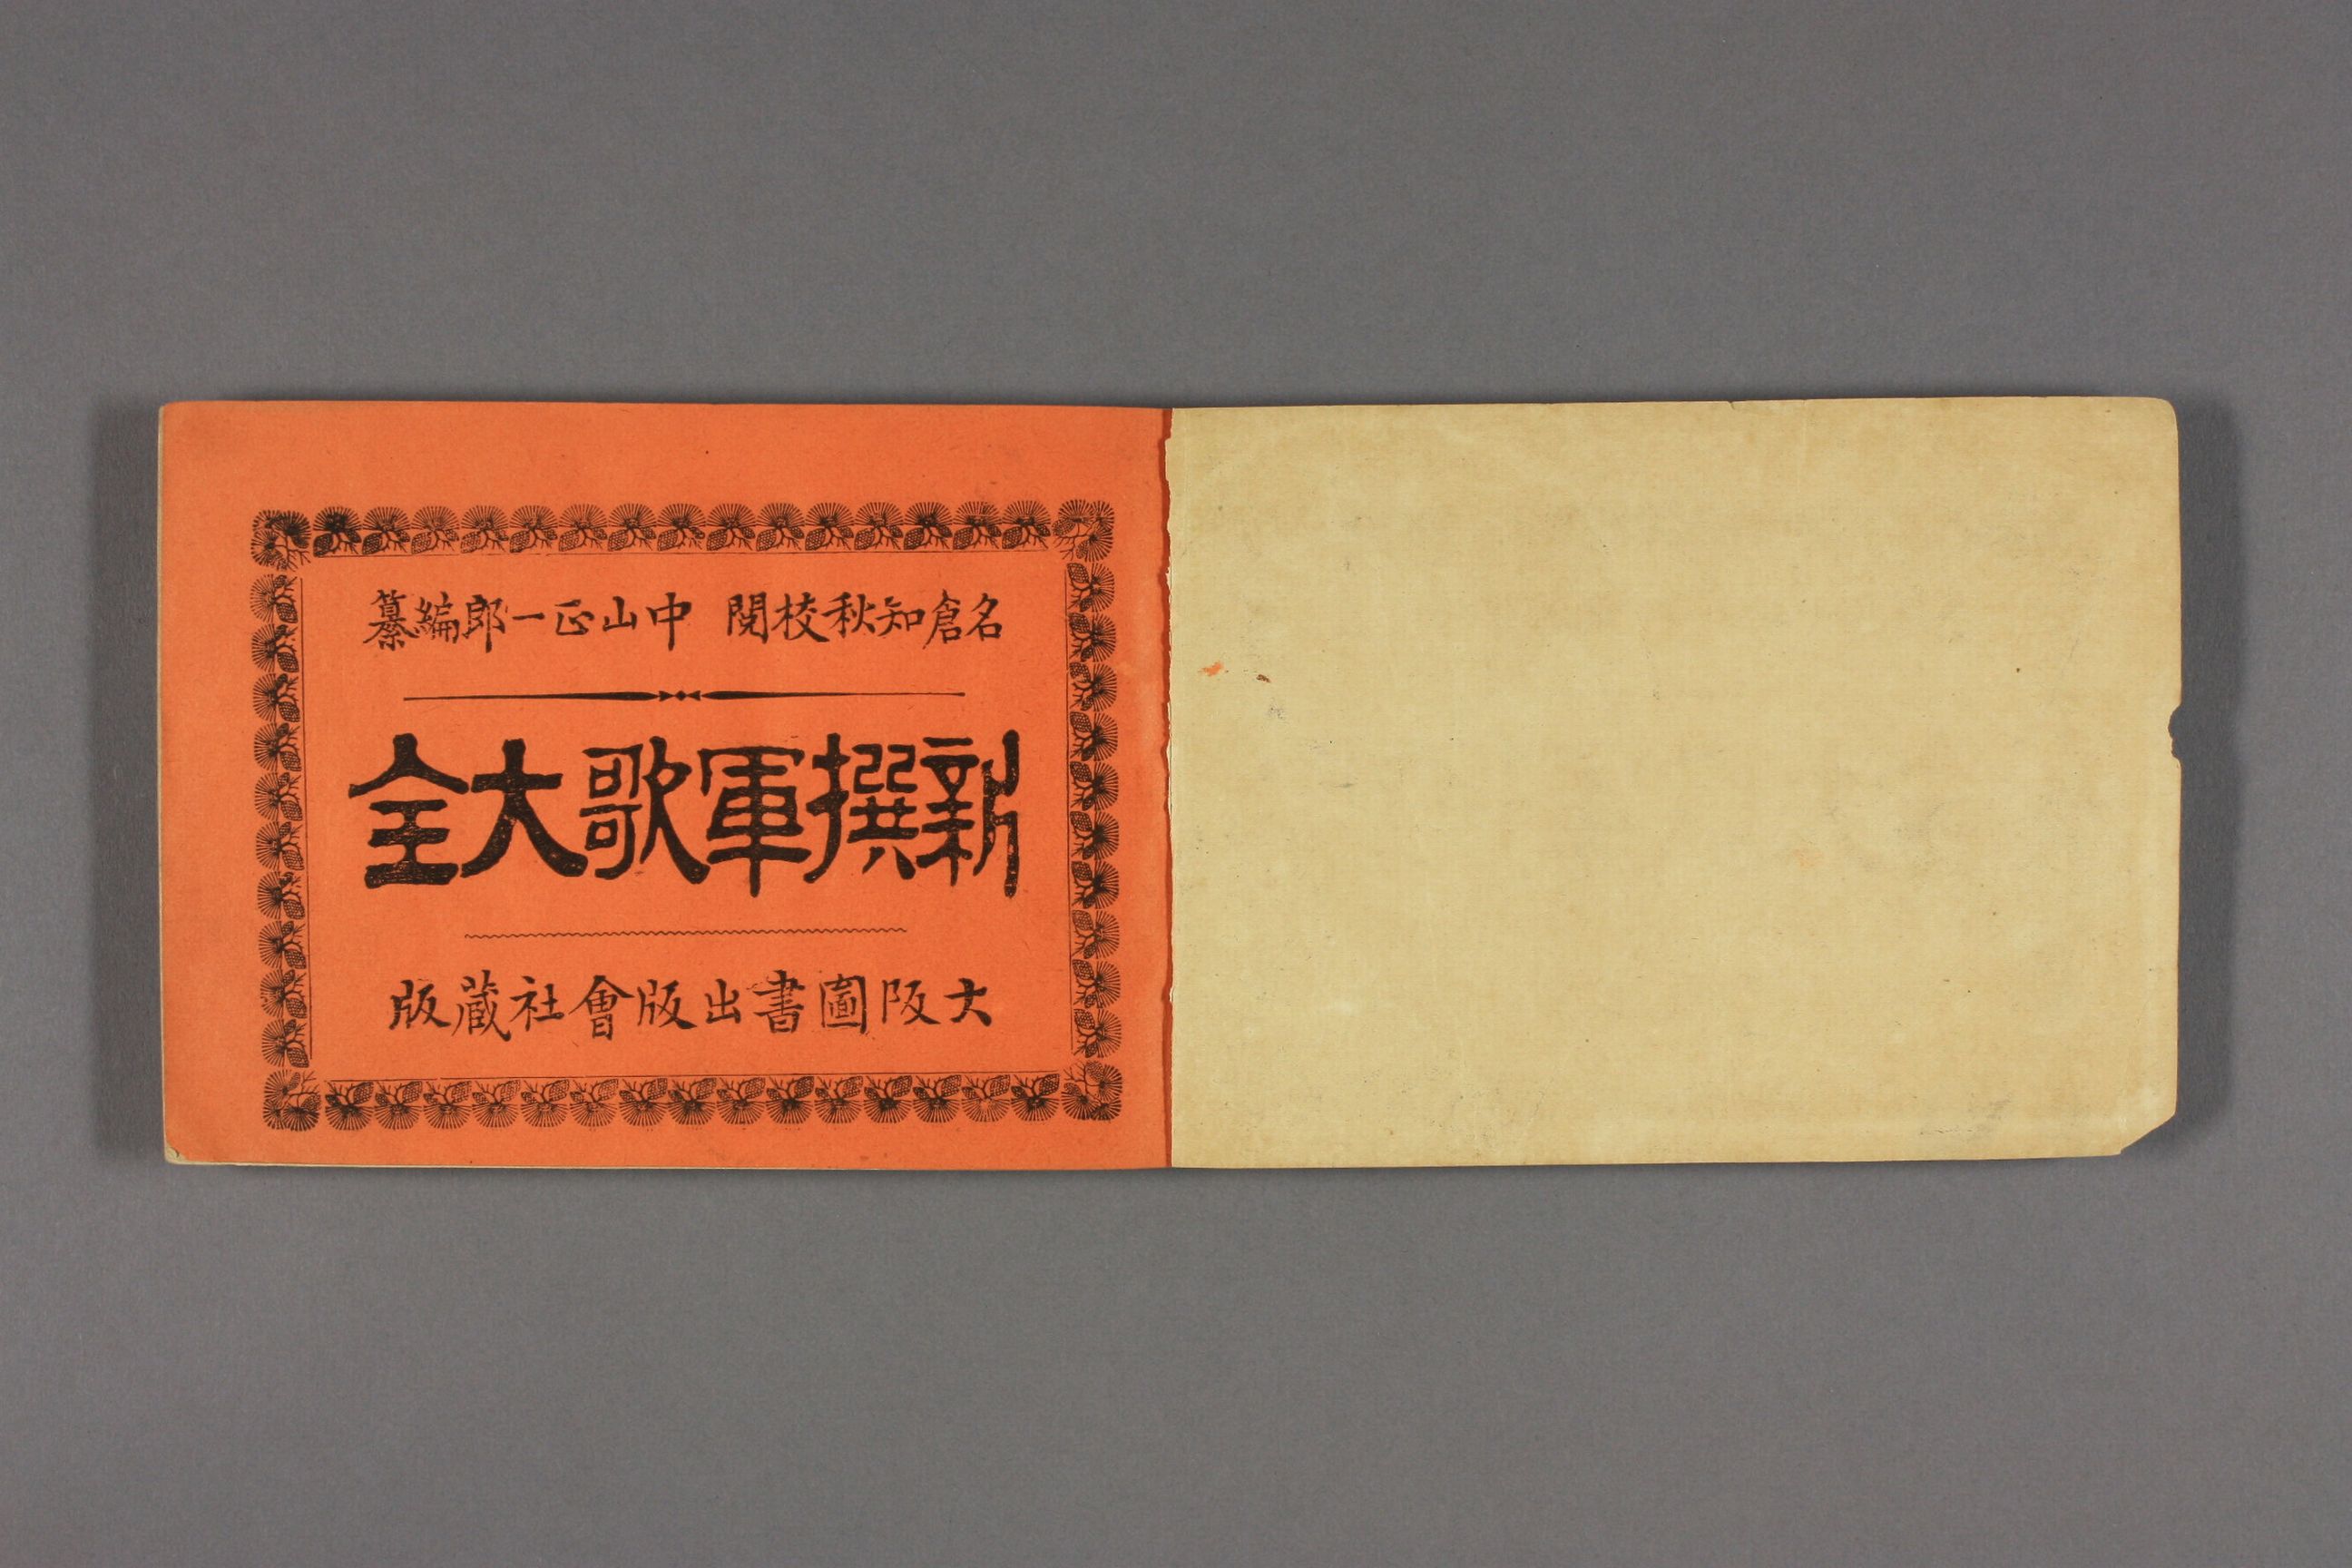 名倉知秋校閲 中山正一郎編纂
新撰軍歌大全
大阪圖書出版會社藏版